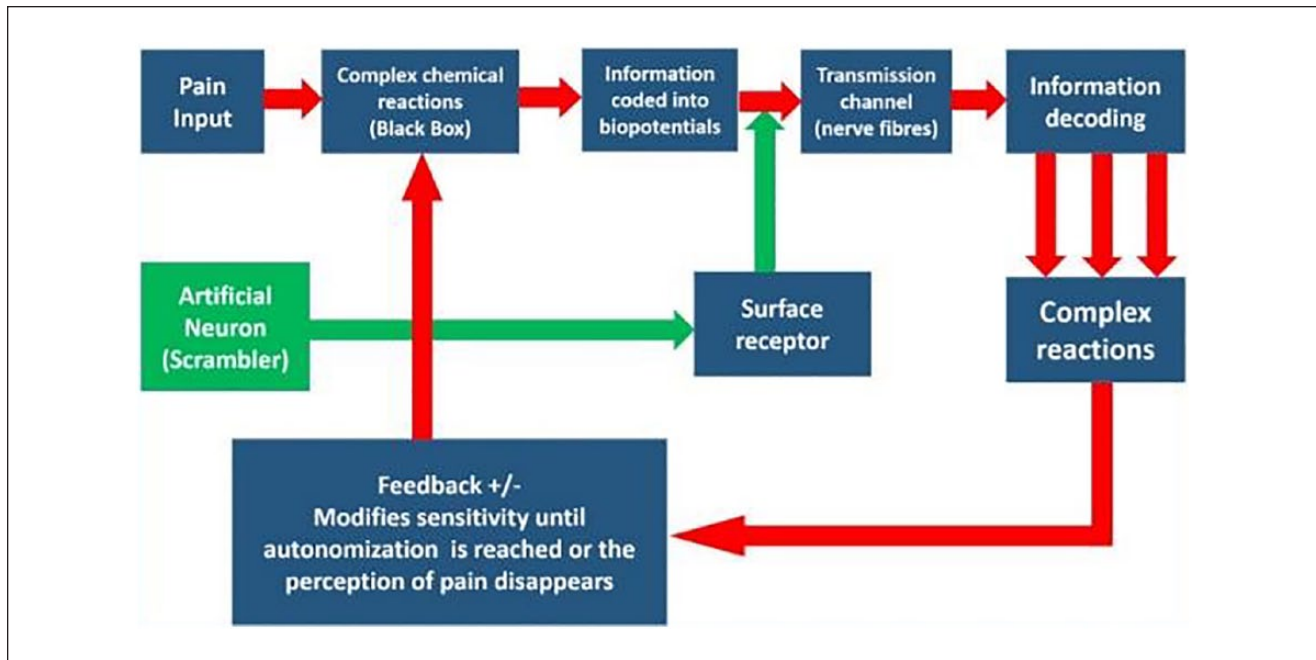 Pain
Input
Complex chemical
reactions
(Black Box)
Information
coded into
biopotentials
Transmission
channel
(nerve fibres)
Information
decoding
Artificial
Neuron
(Scrambler)
Surface
receptor
Complex
reactions
Feedback +/-
Modifies sensitivity until
autonomization is reached or the
perception of pain disappears